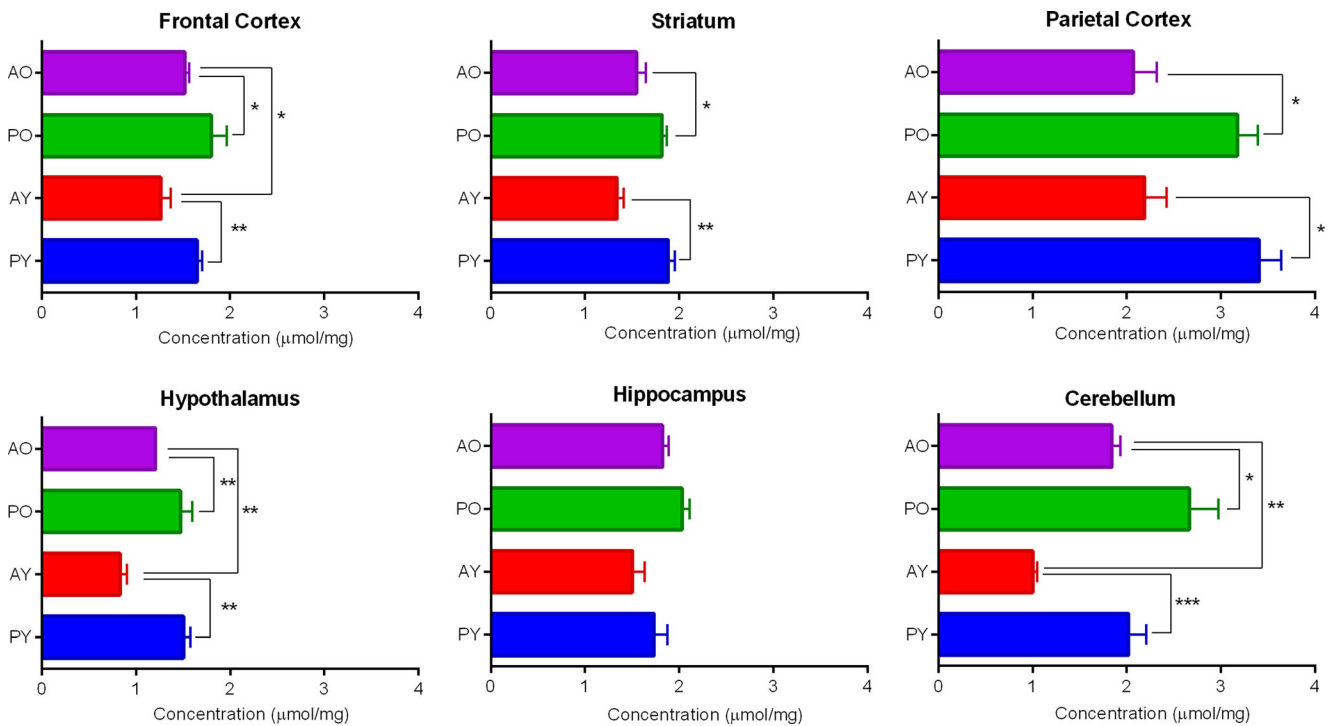 Frontal Cortex
AO
PO
AY
PY
*
*
**
0 1 2 3 4
Concentration (μmol/mg)
Striatum
AO
PO
AY
PY
*
**
0 1 2 3 4
Concentration (μmol/mg)
Parietal Cortex
AO
PO
AY
PY
*
*
0 1 2 3 4
Concentration (μmol/mg)
Hypothalamus
AO
PO
AY
PY
**
**
**
0 1 2 3 4
Concentration (μmol/mg)
Hippocampus
AO
PO
AY
PY
0 1 2 3 4
Concentration (μmol/mg)
Cerebellum
AO
PO
AY
PY
*
**
***
0 1 2 3 4
Concentration (μmol/mg)